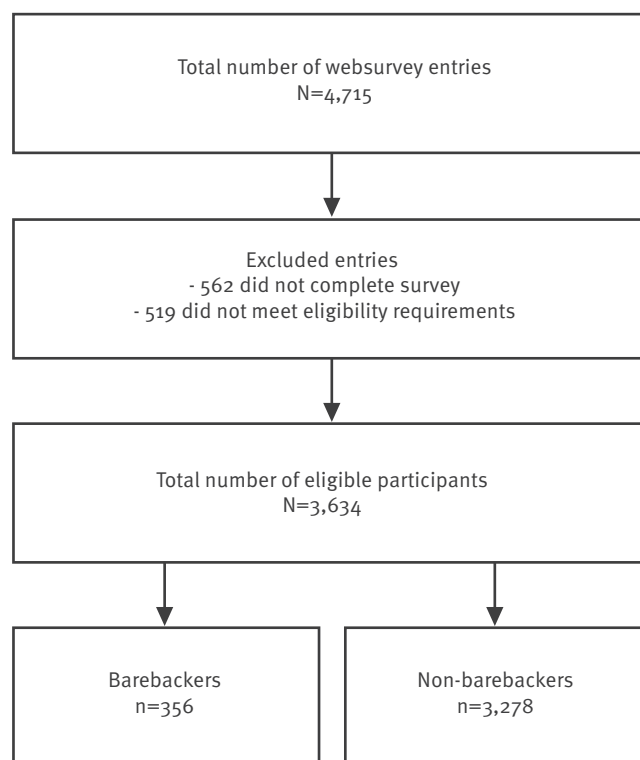 Total number of websurvey entries
N=4,715
Excluded entries
- 562 did not complete survey
- 519 did not meet eligibility requirements
Total number of eligible participants
N=3,634
Barebackers
n=356
Non-barebackers
n=3,278